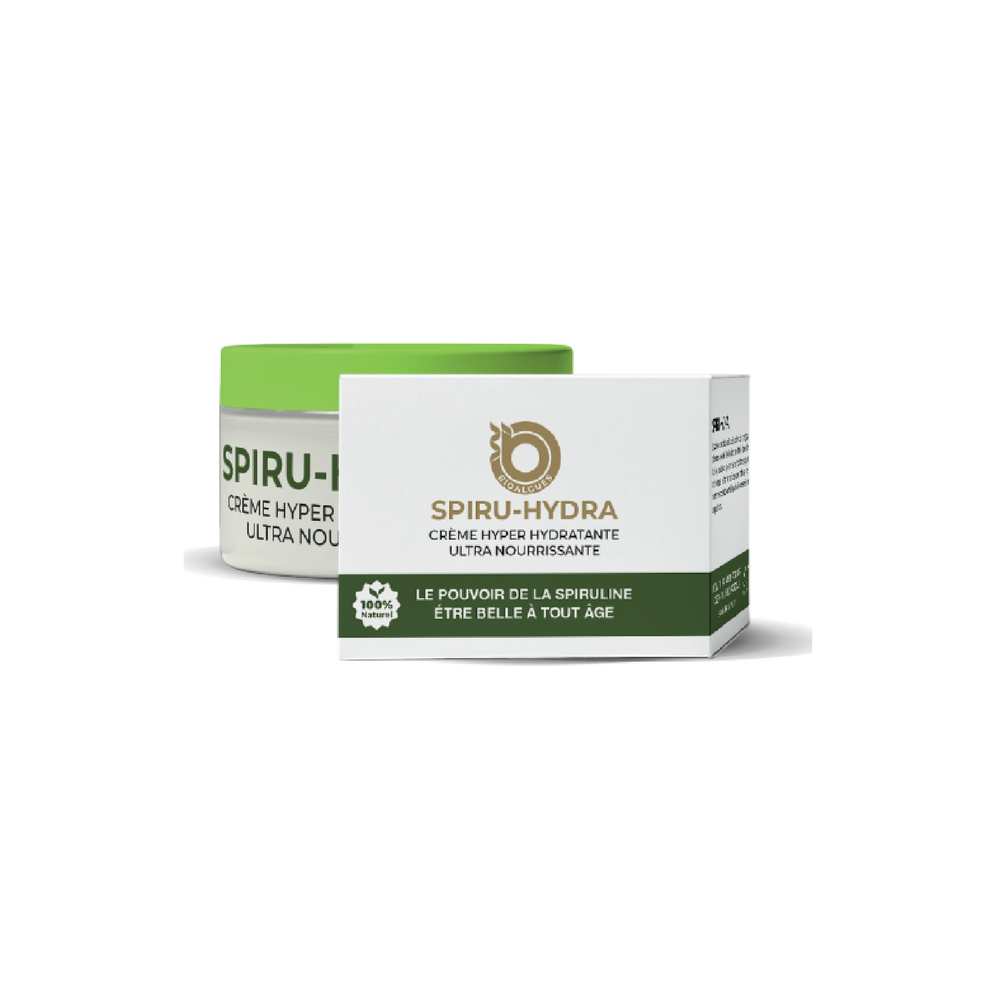 SPIRU-H
CRÈME HYPER
ULTRA NOU
BIOALGUES
SPIRU-HYDRA
CRÈME HYPER HYDRATANTE
ULTRA NOURRISSANTE
100%
Naturel
LE POUVOIR DE LA SPIRULINE
ÉTRE BELLE À TOUT ÂGE